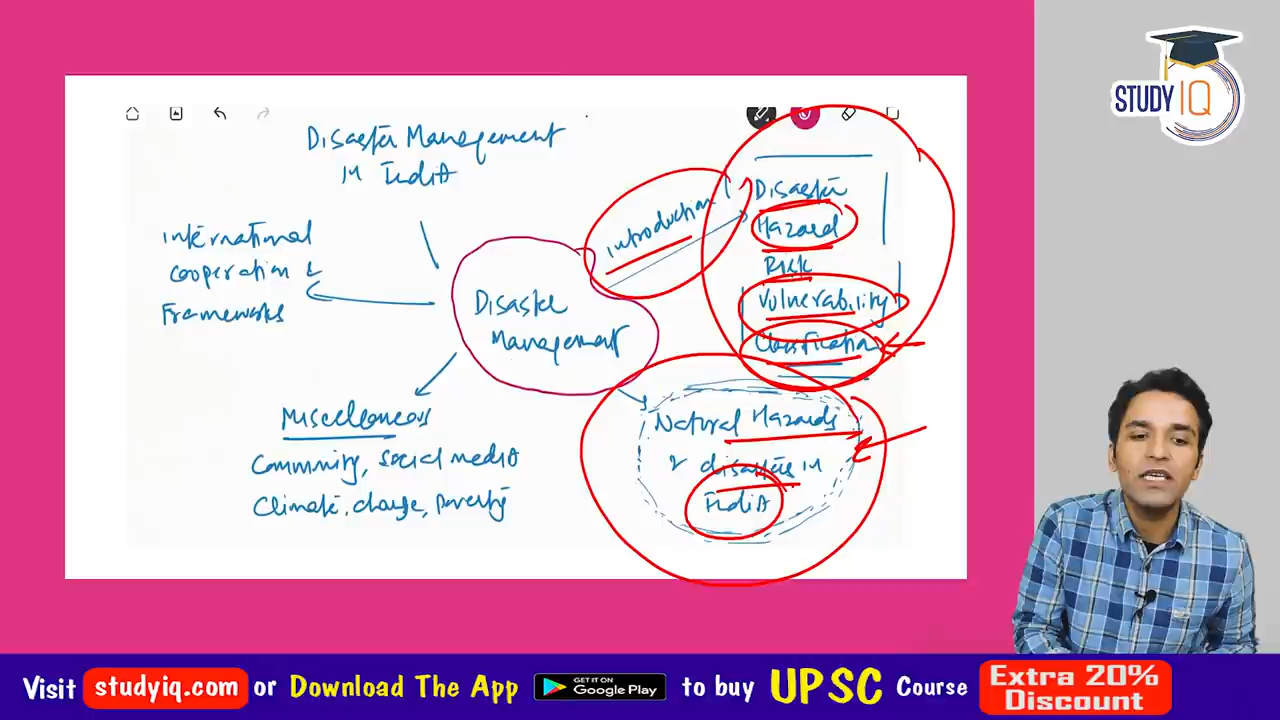 Disaster Management
in India
International
cooperation &
Frameworks
Disaster
Management
Introduction
Disaster
Hazard
Risk
Vulnerability
Classification
Natural Hazards
& disasters in
India
Miscellaneous
Community, Social media
Climate change, Poverty
STUDY IQ
Visit studyiq.com or Download The App GET IT ON Google Play to buy UPSC Course Extra 20% Discount